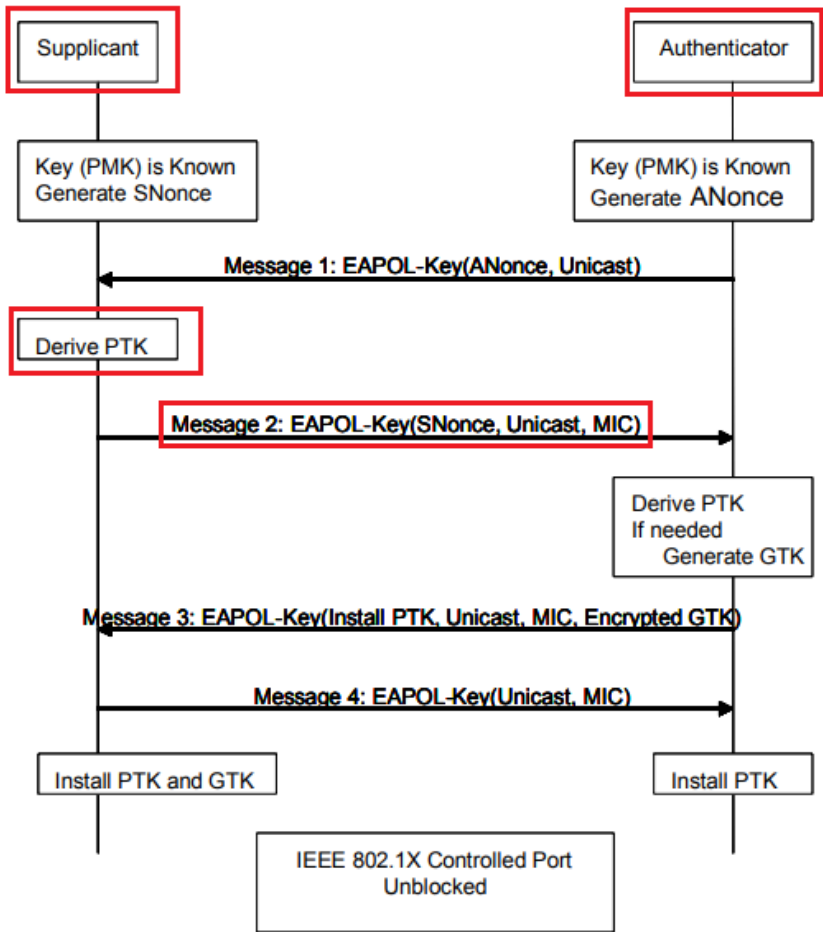 Supplicant
Authenticator
Key (PMK) is Known
Generate SNonce
Key (PMK) is Known
Generate ANonce
Message 1: EAPOL-Key(ANonce, Unicast)
Derive PTK
Message 2: EAPOL-Key(SNonce, Unicast, MIC)
Derive PTK
If needed
Generate GTK
Message 3: EAPOL-Key(Install PTK, Unicast, MIC, Encrypted GTK)
Message 4: EAPOL-Key(Unicast, MIC)
Install PTK and GTK
Install PTK
IEEE 802.1X Controlled Port
Unblocked